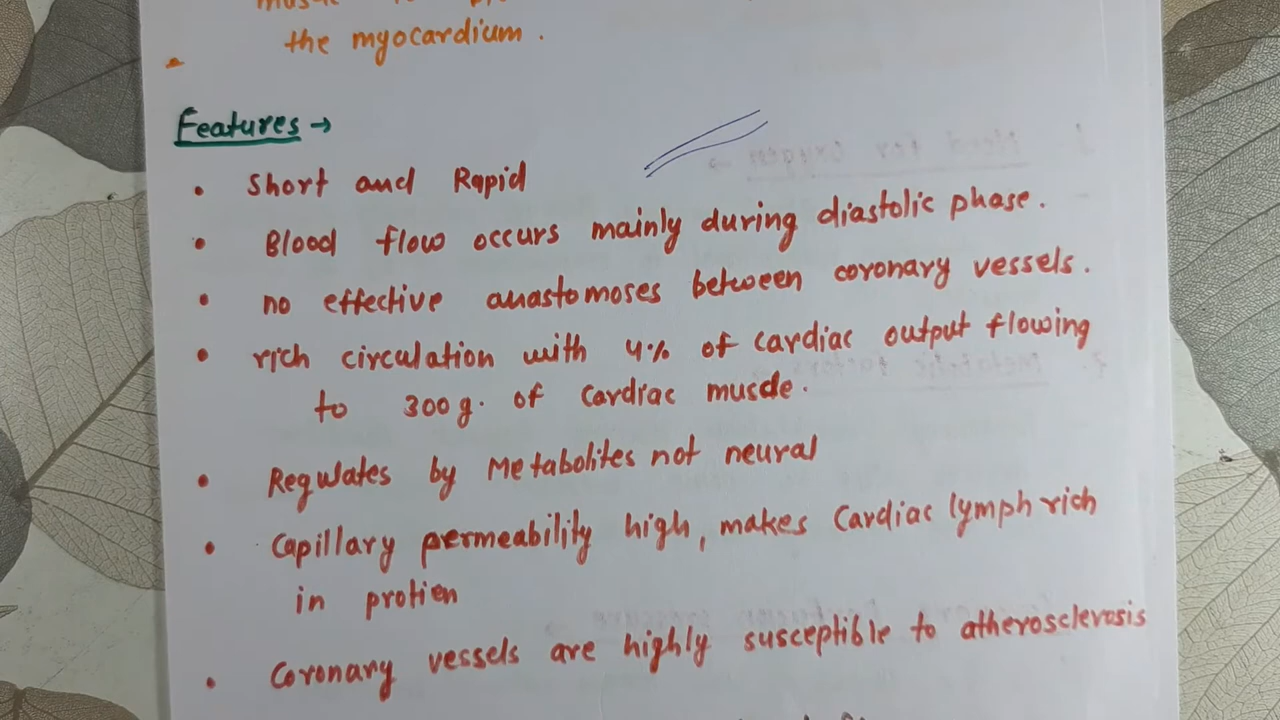 the myocardium.
Features →
• Short and Rapid
• Blood flow occurs mainly during diastolic phase.
• no effective anastomoses between coronary vessels.
• rich circulation with 4% of cardiac output flowing
to 300g. of cardiac muscle.
• Regulates by Metabolites not neural
• Capillary permeability high, makes Cardiac lymph rich
in protien
• Coronary vessels are highly susceptible to atherosclerosis